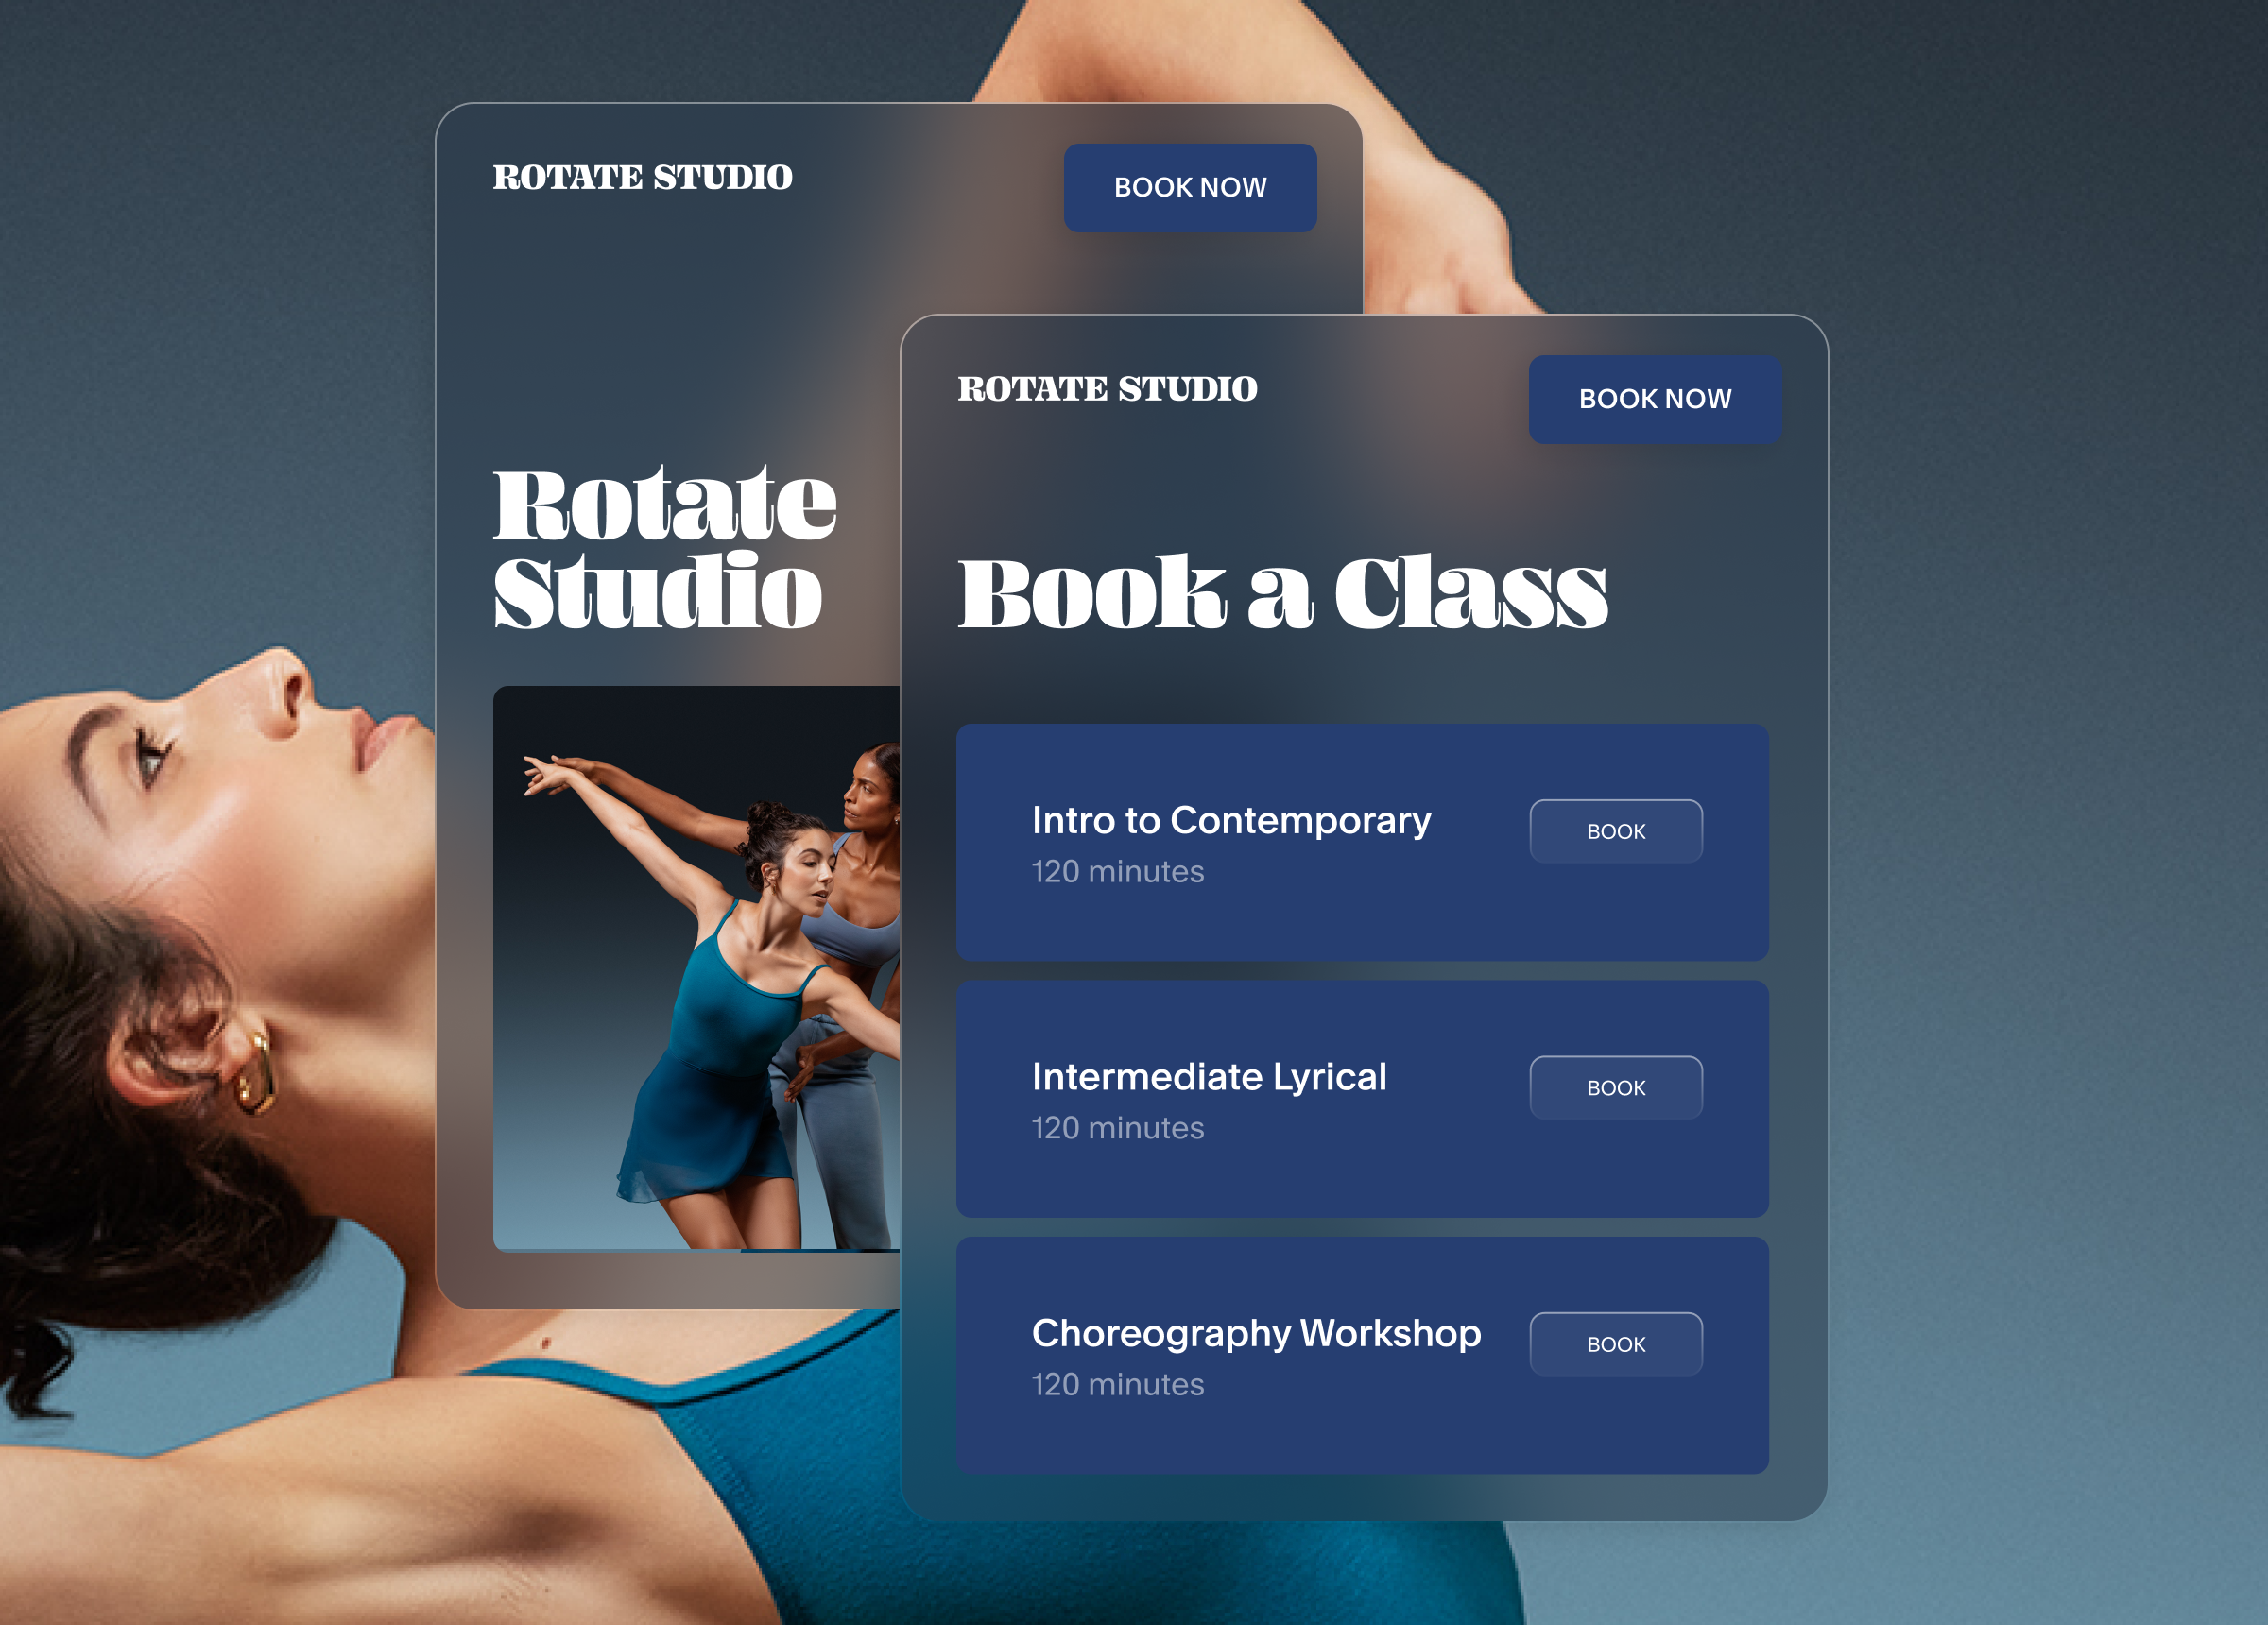 ROTATE STUDIO
BOOK NOW
Rotate
Studio
ROTATE STUDIO
BOOK NOW
Book a Class
Intro to Contemporary
120 minutes
BOOK
Intermediate Lyrical
120 minutes
BOOK
Choreography Workshop
120 minutes
BOOK